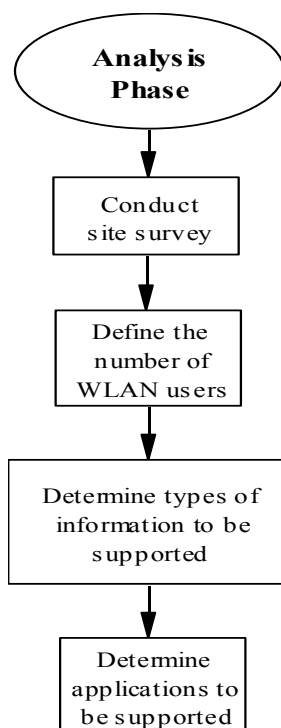 Analysis
Phase
Conduct
site survey
Define the
number of
WLAN users
Determine types of
information to be
supported
Determine
applications to
be supported